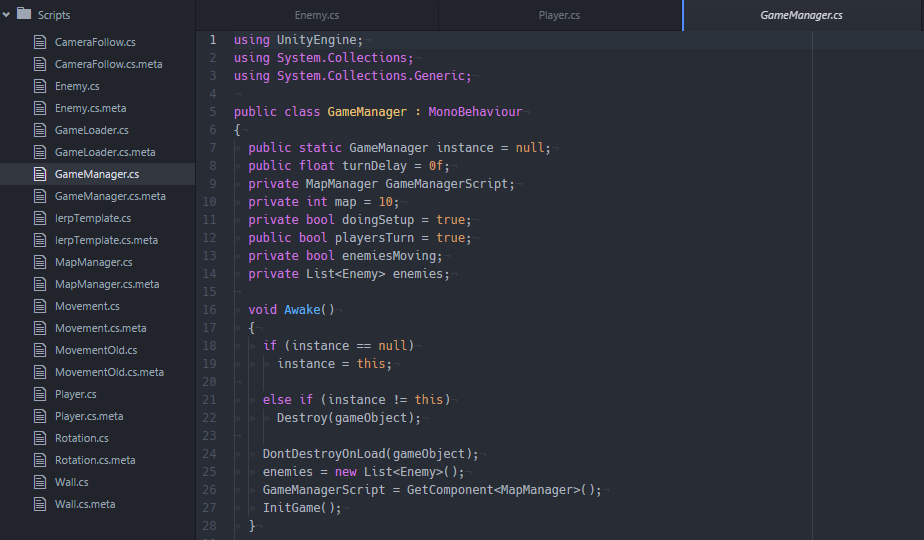 Scripts
CameraFollow.cs
CameraFollow.cs.meta
Enemy.cs
Enemy.cs.meta
GameLoader.cs
GameLoader.cs.meta
GameManager.cs
GameManager.cs.meta
lerpTemplate.cs
lerpTemplate.cs.meta
MapManager.cs
MapManager.cs.meta
Movement.cs
Movement.cs.meta
MovementOld.cs
MovementOld.cs.meta
Player.cs
Player.cs.meta
Rotation.cs
Rotation.cs.meta
Wall.cs
Wall.cs.meta
Enemy.cs Player.cs GameManager.cs
1 using UnityEngine;
2 using System.Collections;
3 using System.Collections.Generic;
4
5 public class GameManager : MonoBehaviour
6 {
7 public static GameManager instance = null;
8 public float turnDelay = 0f;
9 private MapManager GameManagerScript;
10 private int map = 10;
11 private bool doingSetup = true;
12 public bool playersTurn = true;
13 private bool enemiesMoving;
14 private List<Enemy> enemies;
15
16 void Awake()
17 {
18 if (instance == null)
19 instance = this;
20
21 else if (instance != this)
22 Destroy(gameObject);
23
24 DontDestroyOnLoad(gameObject);
25 enemies = new List<Enemy>();
26 GameManagerScript = GetComponent<MapManager>();
27 InitGame();
28 }